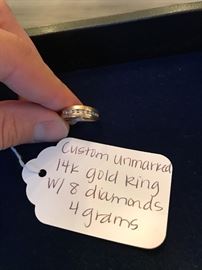 Custom unmarked
14k gold Ring
w/ 8 diamonds
4 grams